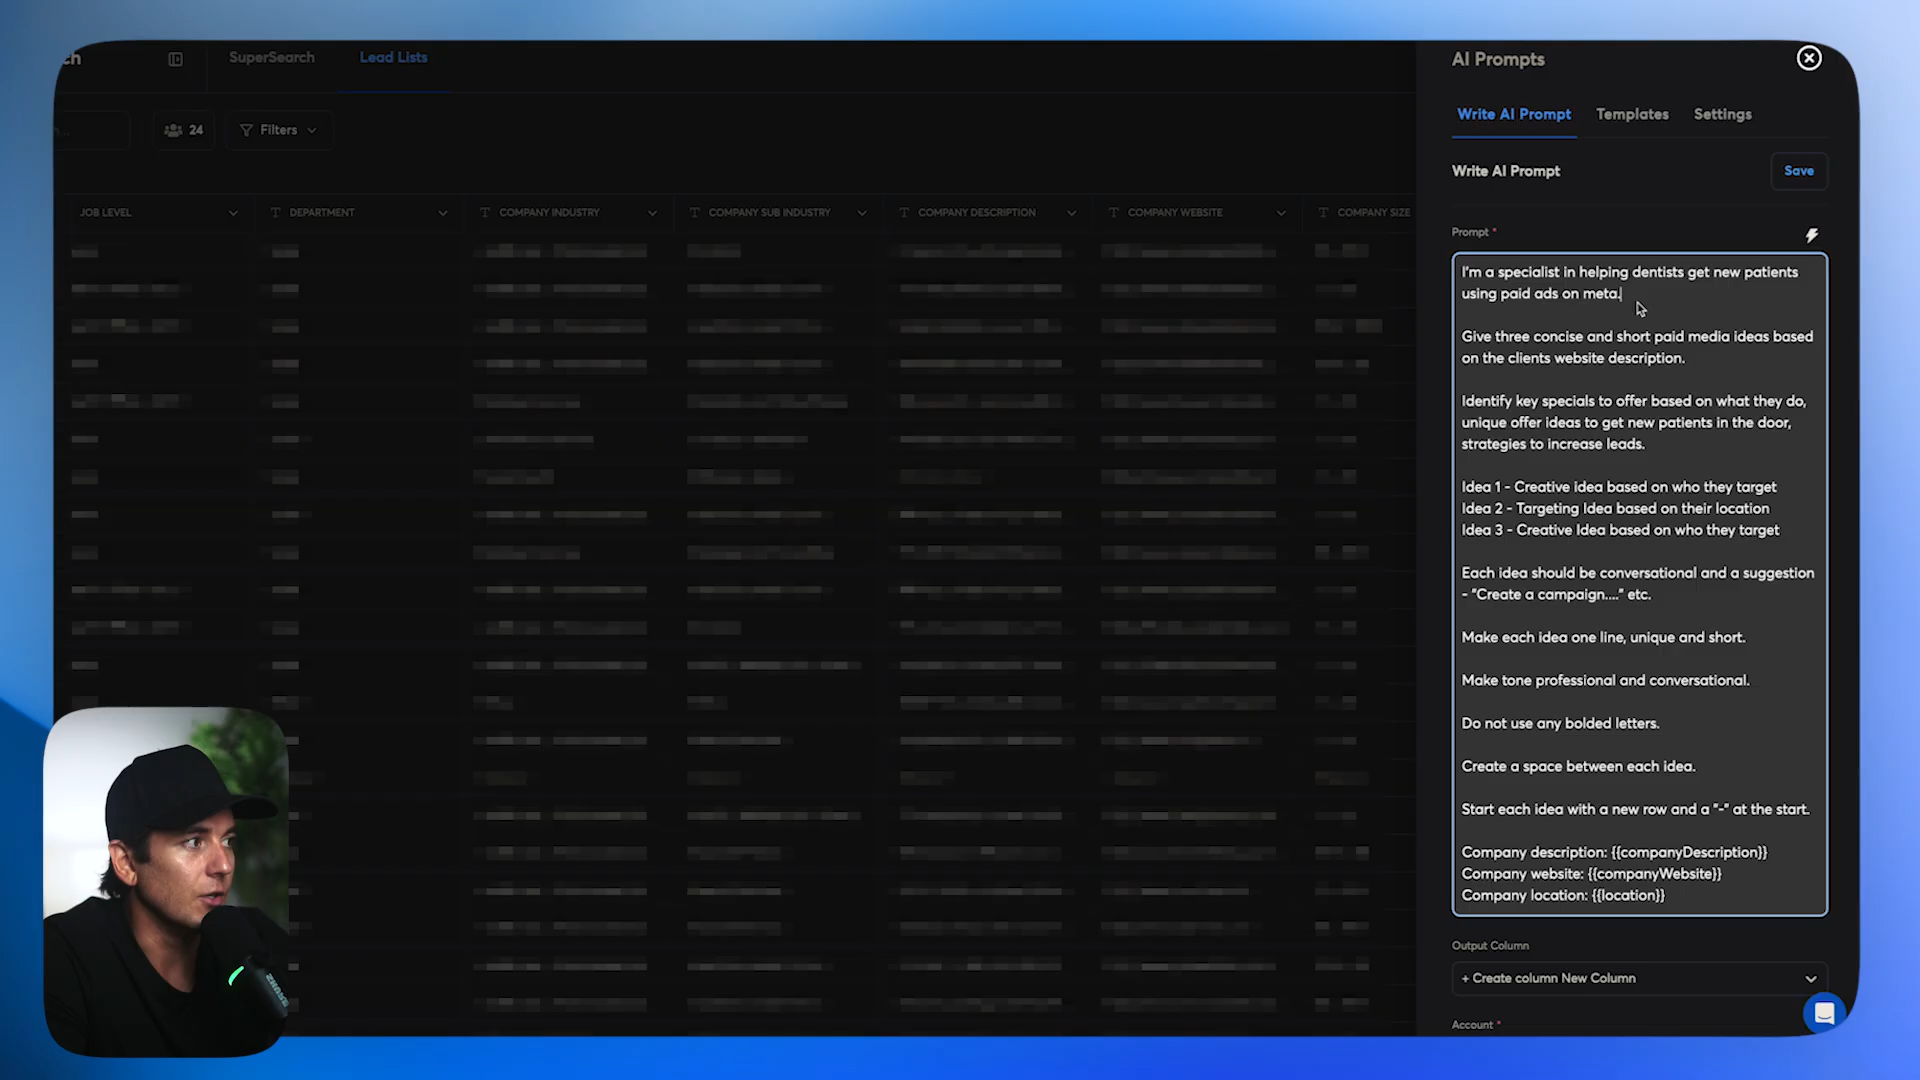 ch
SuperSearch
Lead Lists
AI Prompts
24
Filters
Write AI Prompt
Templates
Settings
Write AI Prompt
Save
JOB LEVEL
DEPARTMENT
COMPANY INDUSTRY
COMPANY SUB INDUSTRY
COMPANY DESCRIPTION
COMPANY WEBSITE
COMPANY SIZE
Prompt *
I'm a specialist in helping dentists get new patients
using paid ads on meta.
Give three concise and short paid media ideas based
on the clients website description.
Identify key specials to offer based on what they do,
unique offer ideas to get new patients in the door,
strategies to increase leads.
Idea 1 - Creative idea based on who they target
Idea 2 - Targeting Idea based on their location
Idea 3 - Creative Idea based on who they target
Each idea should be conversational and a suggestion
- "Create a campaign...." etc.
Make each idea one line, unique and short.
Make tone professional and conversational.
Do not use any bolded letters.
Create a space between each idea.
Start each idea with a new row and a "-" at the start.
Company description: {{companyDescription}}
Company website: {{companyWebsite}}
Company location: {{location}}
Output Column
+ Create column New Column
Account *